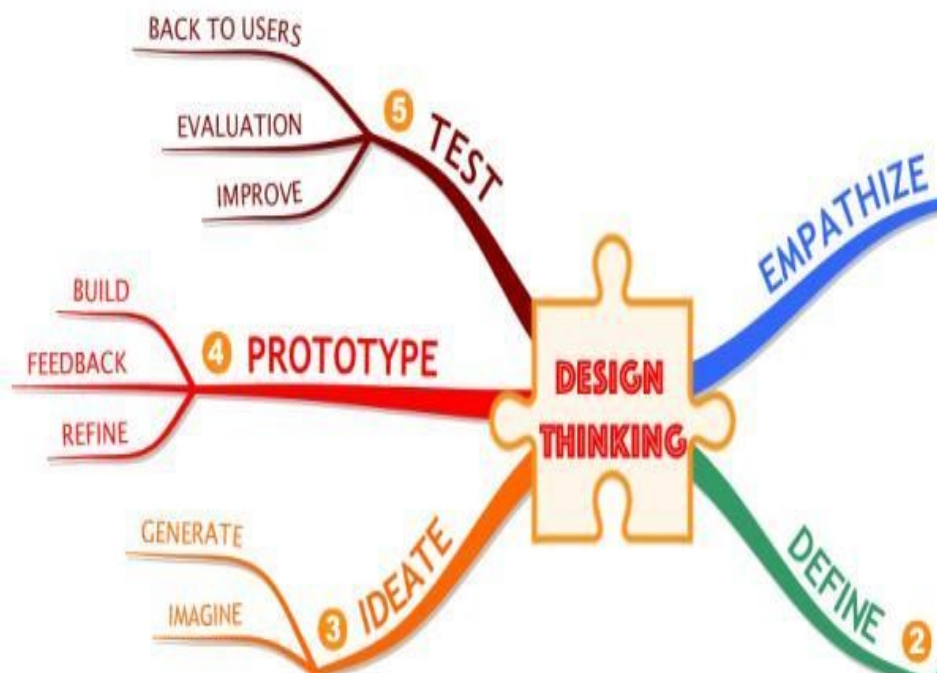 BACK TO USERS
EVALUATION
IMPROVE
5 TEST
EMPATHIZE
BUILD
FEEDBACK
REFINE
4 PROTOTYPE
DESIGN
THINKING
GENERATE
IMAGINE
3 IDEATE
DEFINE 2